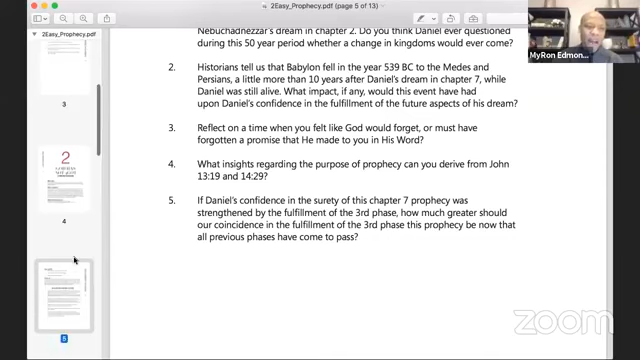 2Easy_Prophecy.pdf (page 5 of 13)
2Easy_Prophecy.pdf
Nebuchadnezzar's dream in chapter 2. Do you think Daniel ever questioned
during this 50 year period whether a change in kingdoms would ever come?
2. Historians tell us that Babylon fell in the year 539 BC to the Medes and
Persians, a little more than 10 years after Daniel's dream in chapter 7, while
Daniel was still alive. What impact, if any, would this event have had
upon Daniel's confidence in the fulfillment of the future aspects of his dream?
3. Reflect on a time when you felt like God would forget, or must have
forgotten a promise that He made to you in His Word?
4. What insights regarding the purpose of prophecy can you derive from John
13:19 and 14:29?
5. If Daniel's confidence in the surety of this chapter 7 prophecy was
strengthened by the fulfillment of the 3rd phase, how much greater should
our coincidence in the fulfillment of the 3rd phase this prophecy be now that
all previous phases have come to pass?
3
2
4
5
MyRon Edmon...
zoom